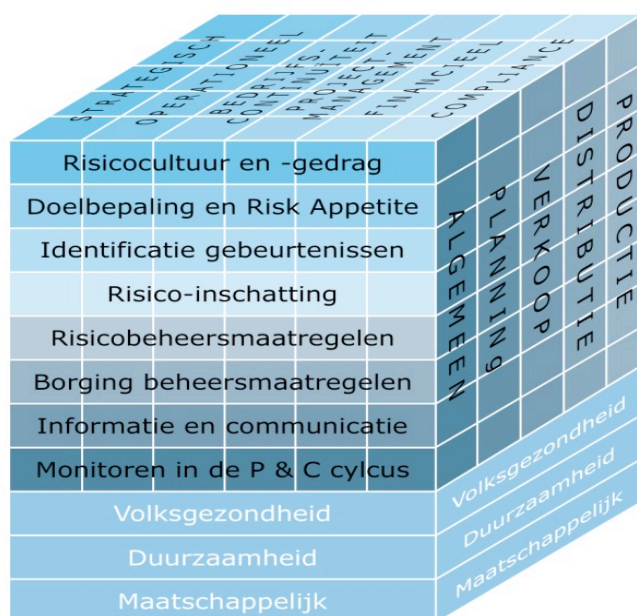 STRATEGISCH
OPERATIONEEL
BEDRIJFS-
CONTINUITEIT
PROJECT-
MANAGEMENT
FINANCIEEL
COMPLIANCE
Risicocultuur en -gedrag
Doelbepaling en Risk Appetite
Identificatie gebeurtenissen
Risico-inschatting
Risicobeheersmaatregelen
Borging beheersmaatregelen
Informatie en communicatie
Monitoren in de P & C cylcus
Volksgezondheid
Duurzaamheid
Maatschappelijk
ALGEMEEN
PLANNINg
VERKOOP
DISTRIBUTIE
PRODUCTIE
Volksgezondheid
Duurzaamheid
Maatschappelijk